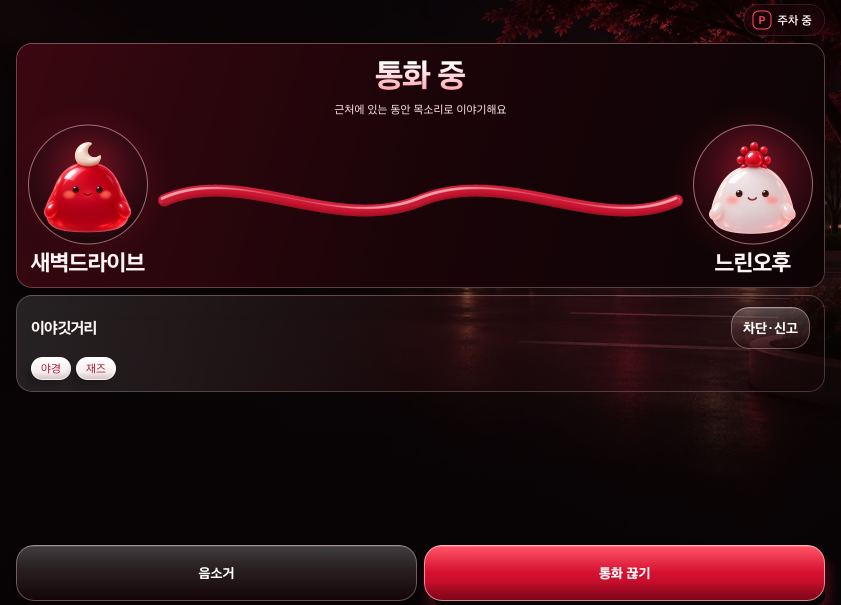 P 주차 중
통화 중
근처에 있는 동안 목소리로 이야기해요
새벽드라이브
느린오후
이야깃거리
차단·신고
야경
재즈
음소거
통화 끊기